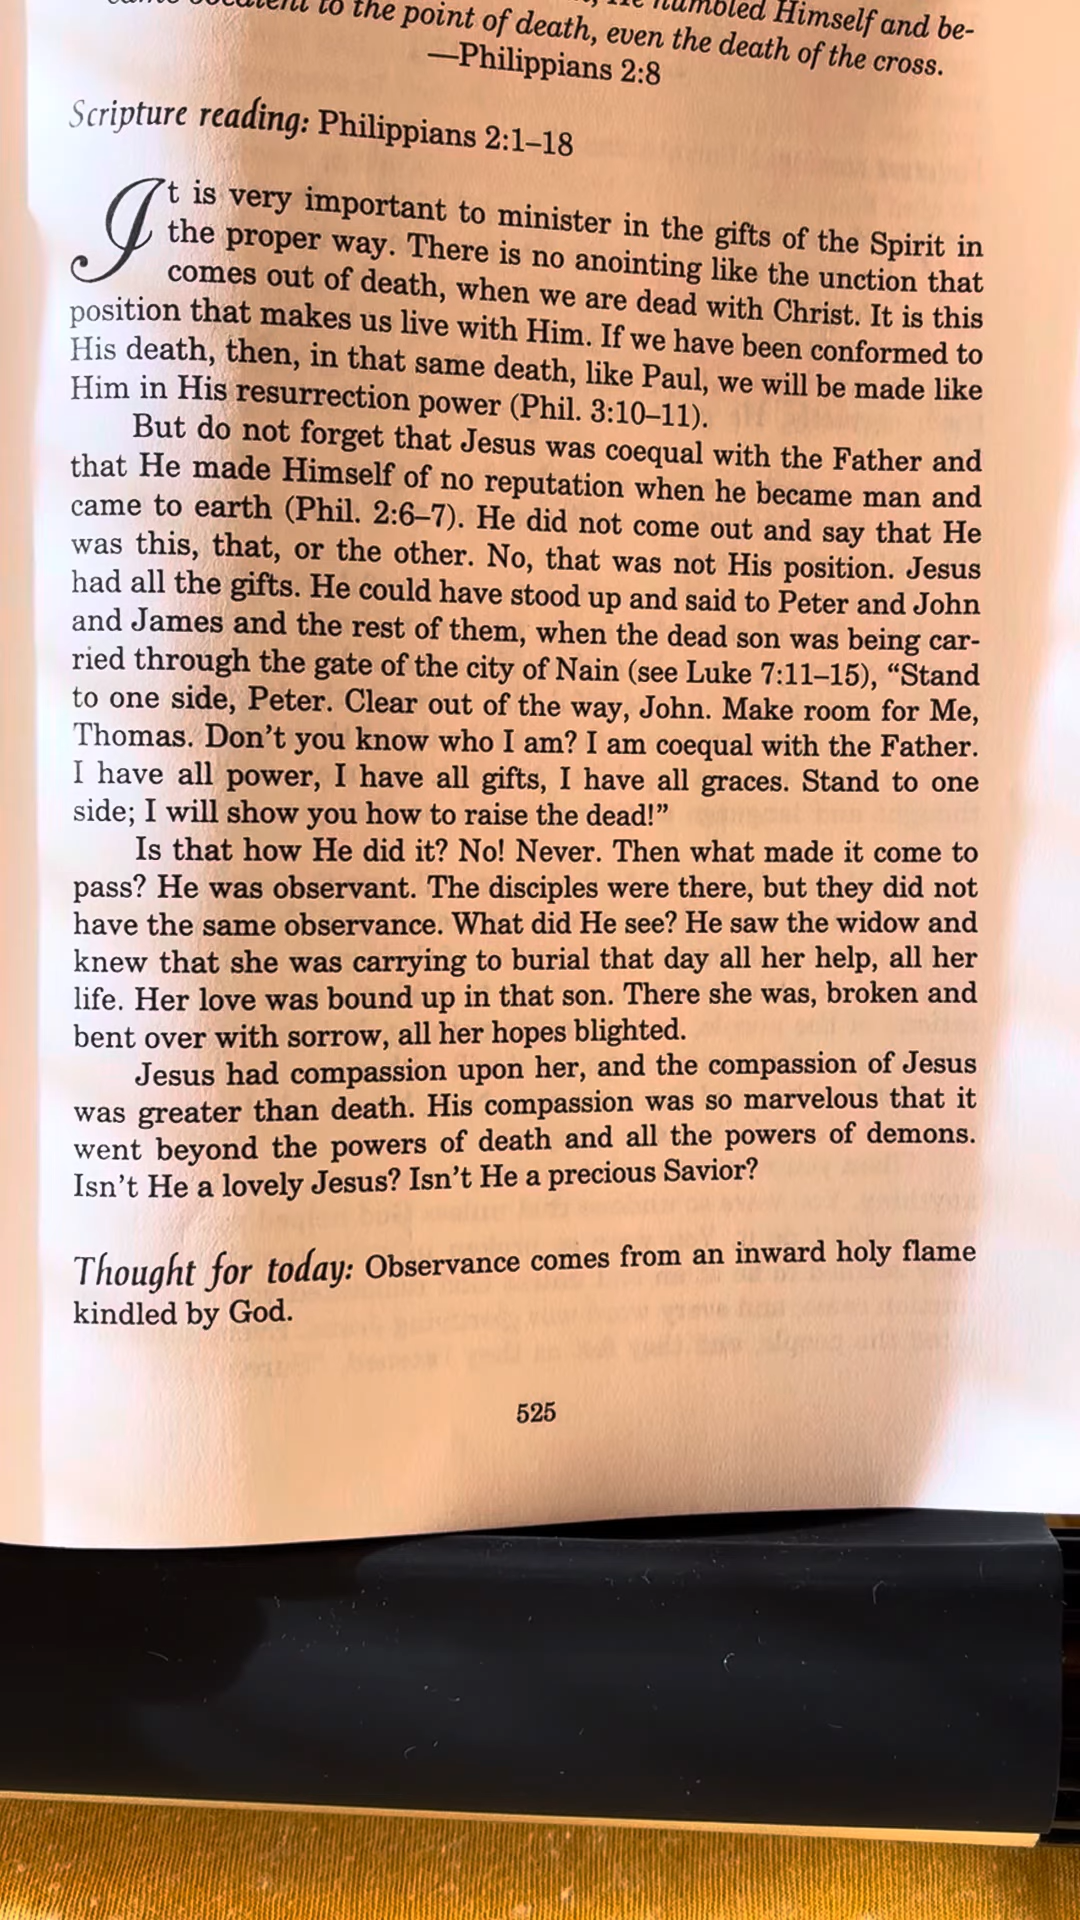 to the point of death, even the death of the cross.
He humbled Himself and be-
—Philippians 2:8
Scripture reading: Philippians 2:1–18
It is very important to minister in the gifts of the Spirit in
the proper way. There is no anointing like the unction that
comes out of death, when we are dead with Christ. It is this
position that makes us live with Him. If we have been conformed to
His death, then, in that same death, like Paul, we will be made like
Him in His resurrection power (Phil. 3:10–11).
But do not forget that Jesus was coequal with the Father and
that He made Himself of no reputation when he became man and
came to earth (Phil. 2:6–7). He did not come out and say that He
was this, that, or the other. No, that was not His position. Jesus
had all the gifts. He could have stood up and said to Peter and John
and James and the rest of them, when the dead son was being car-
ried through the gate of the city of Nain (see Luke 7:11–15), “Stand
to one side, Peter. Clear out of the way, John. Make room for Me,
Thomas. Don’t you know who I am? I am coequal with the Father.
I have all power, I have all gifts, I have all graces. Stand to one
side; I will show you how to raise the dead!”
Is that how He did it? No! Never. Then what made it come to
pass? He was observant. The disciples were there, but they did not
have the same observance. What did He see? He saw the widow and
knew that she was carrying to burial that day all her help, all her
life. Her love was bound up in that son. There she was, broken and
bent over with sorrow, all her hopes blighted.
Jesus had compassion upon her, and the compassion of Jesus
was greater than death. His compassion was so marvelous that it
went beyond the powers of death and all the powers of demons.
Isn’t He a lovely Jesus? Isn’t He a precious Savior?
Thought for today: Observance comes from an inward holy flame
kindled by God.
525